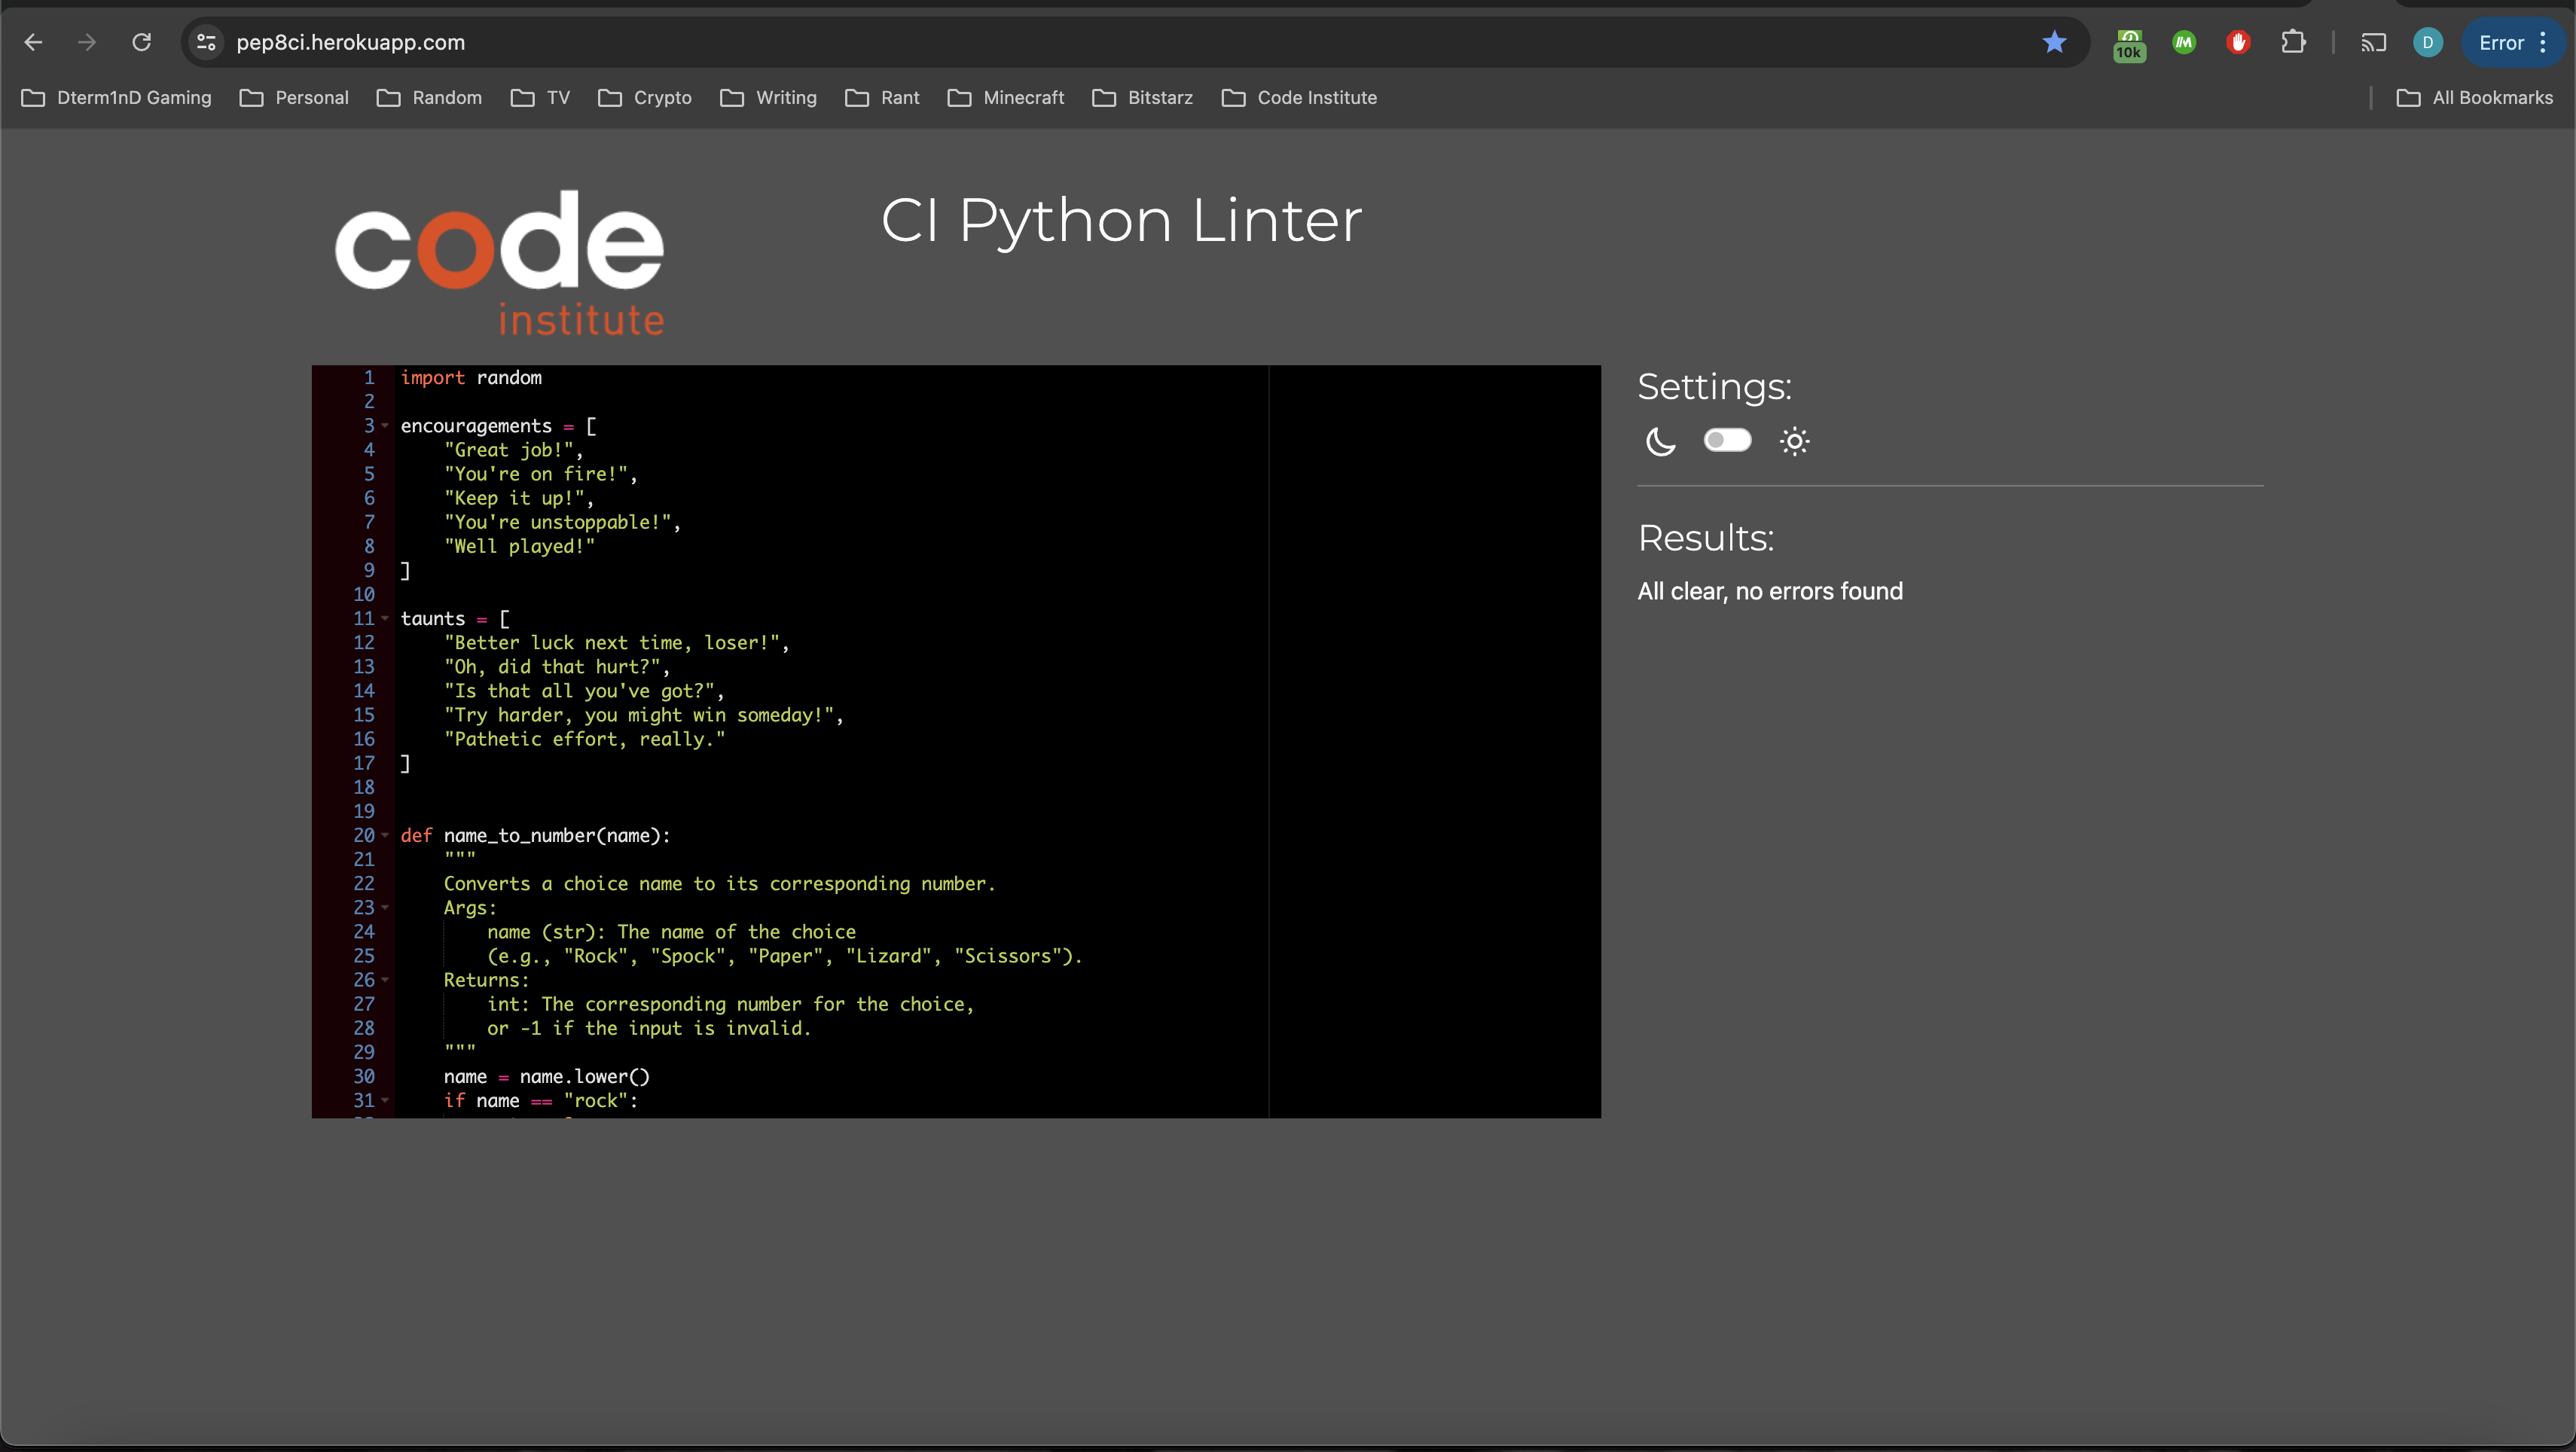 pep8ci.herokuapp.com
10k
D
Error
Dterm1nD Gaming
Personal
Random
TV
Crypto
Writing
Rant
Minecraft
Bitstarz
Code Institute
All Bookmarks
code
institute
CI Python Linter
1 import random
2
3 encouragements = [
4     "Great job!",
5     "You're on fire!",
6     "Keep it up!",
7     "You're unstoppable!",
8     "Well played!"
9 ]
10
11 taunts = [
12     "Better luck next time, loser!",
13     "Oh, did that hurt?",
14     "Is that all you've got?",
15     "Try harder, you might win someday!",
16     "Pathetic effort, really."
17 ]
18
19
20 def name_to_number(name):
21     """
22     Converts a choice name to its corresponding number.
23     Args:
24         name (str): The name of the choice
25         (e.g., "Rock", "Spock", "Paper", "Lizard", "Scissors").
26     Returns:
27         int: The corresponding number for the choice,
28         or -1 if the input is invalid.
29     """
30     name = name.lower()
31     if name == "rock":
Settings:
Results:
All clear, no errors found